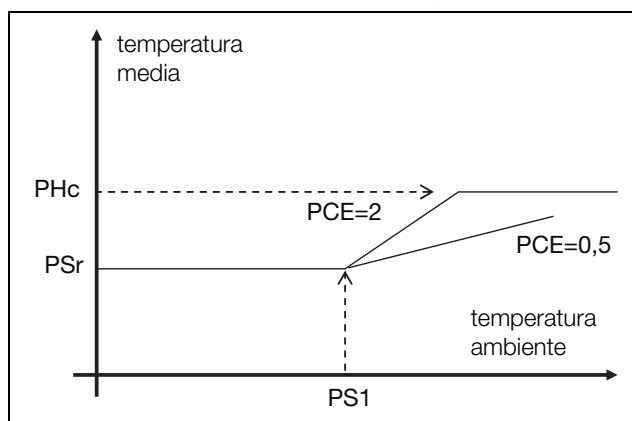 temperatura
media
PHc
PCE=2
PCE=0,5
PSr
temperatura
ambiente
PS1